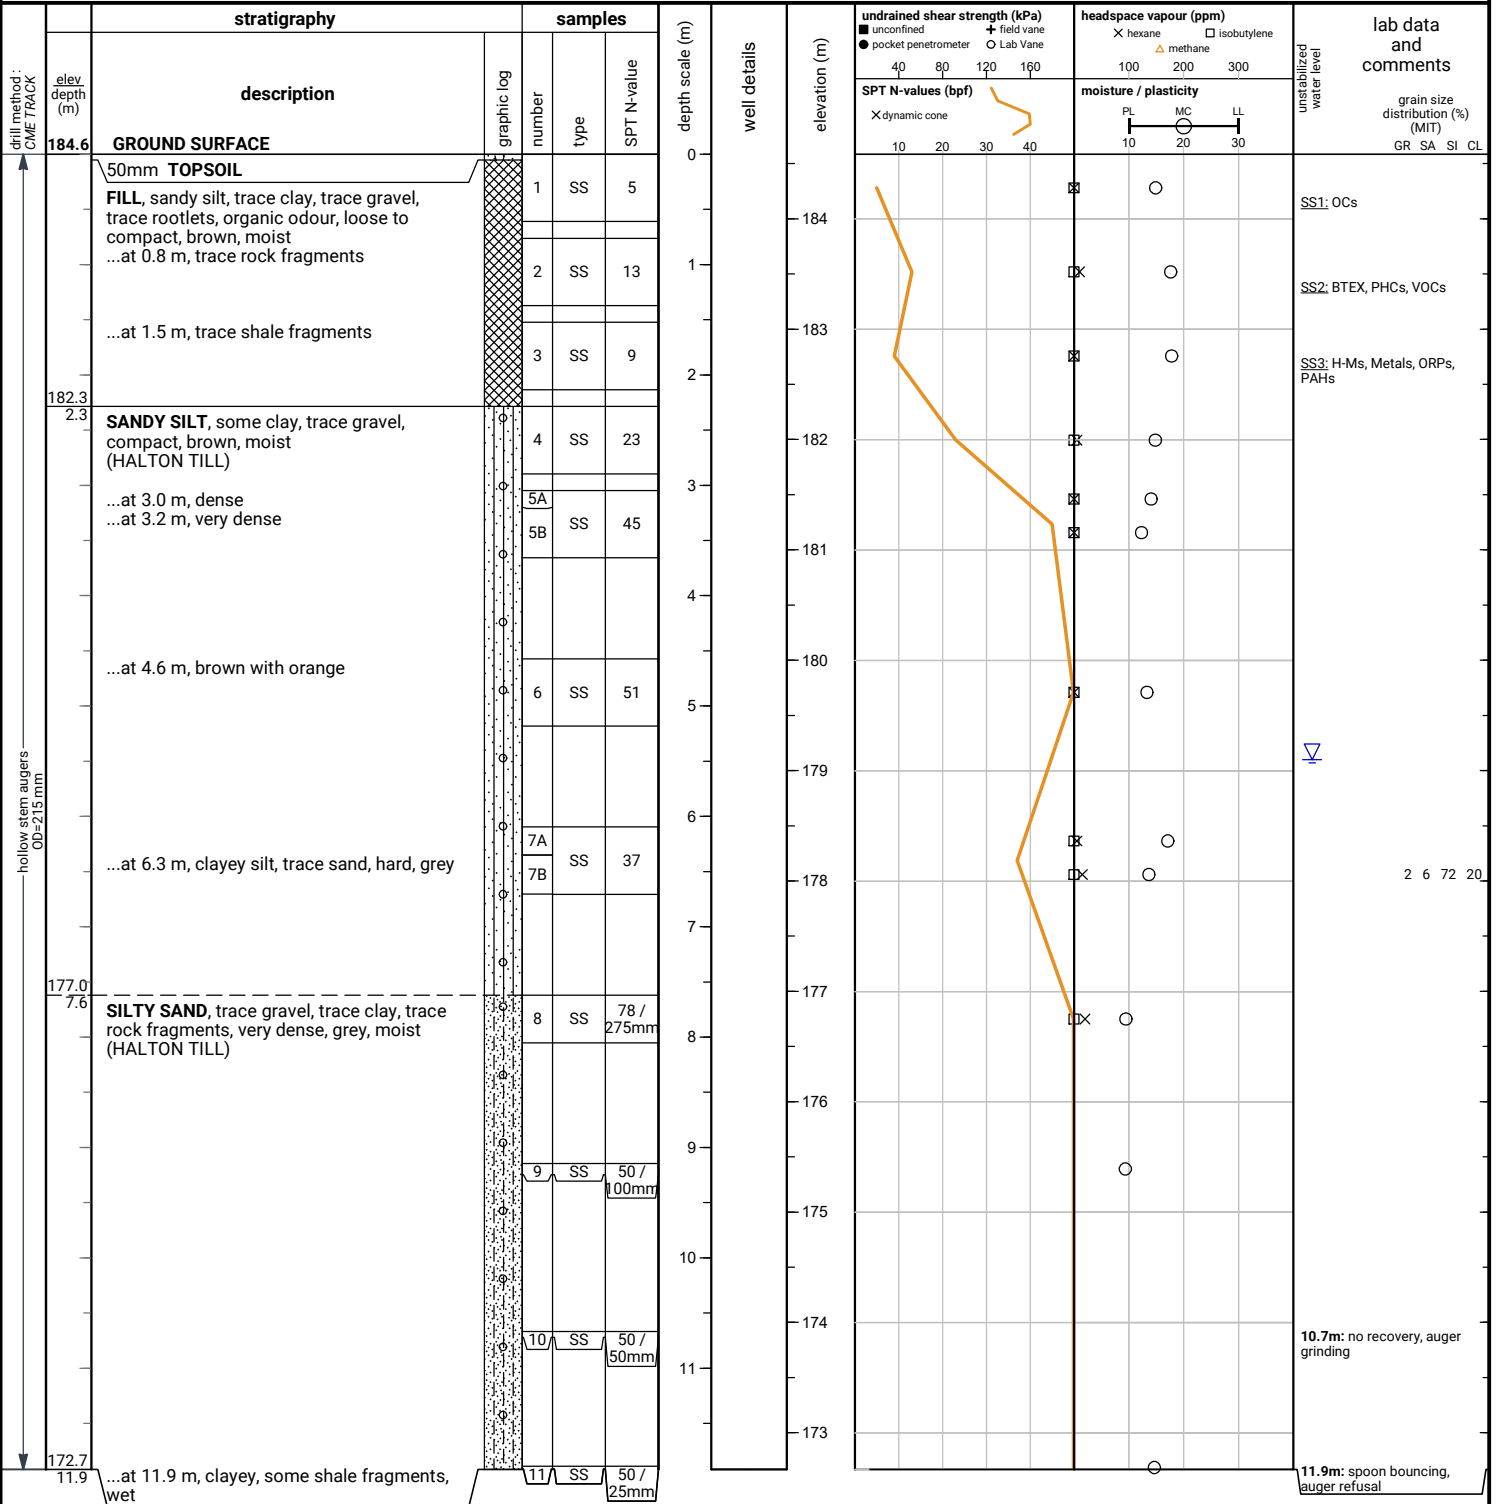 stratigraphy
samples
drill method :
CME TRACK
elev
depth
(m)
description
graphic log
number
type
SPT N-value
depth scale (m)
well details
elevation (m)
undrained shear strength (kPa)
unconfined
field vane
pocket penetrometer
Lab Vane
40 80 120 160
SPT N-values (bpf)
dynamic cone
10 20 30 40
headspace vapour (ppm)
hexane
isobutylene
methane
100 200 300
moisture / plasticity
PL MC LL
10 20 30
unstabilized
water level
lab data
and
comments
grain size
distribution (%)
(MIT)
GR SA SI CL
184.6 GROUND SURFACE
50mm TOPSOIL
FILL, sandy silt, trace clay, trace gravel,
trace rootlets, organic odour, loose to
compact, brown, moist
...at 0.8 m, trace rock fragments
...at 1.5 m, trace shale fragments
182.3
2.3
SANDY SILT, some clay, trace gravel,
compact, brown, moist
(HALTON TILL)
...at 3.0 m, dense
...at 3.2 m, very dense
...at 4.6 m, brown with orange
...at 6.3 m, clayey silt, trace sand, hard, grey
177.0
7.6
SILTY SAND, trace gravel, trace clay, trace
rock fragments, very dense, grey, moist
(HALTON TILL)
172.7
11.9
...at 11.9 m, clayey, some shale fragments,
wet
hollow stem augers
OD=215 mm
1 SS 5
2 SS 13
3 SS 9
4 SS 23
5A
5B
SS 45
6 SS 51
7A
7B
SS 37
8 SS 78 /
275mm
9 SS 50 /
100mm
10 SS 50 /
50mm
11 SS 50 /
25mm
0
1
2
3
4
5
6
7
8
9
10
11
184
183
182
181
180
179
178
177
176
175
174
173
SS1: OCs
SS2: BTEX, PHCs, VOCs
SS3: H-Ms, Metals, ORPs,
PAHs
2 6 72 20
10.7m: no recovery, auger
grinding
11.9m: spoon bouncing,
auger refusal